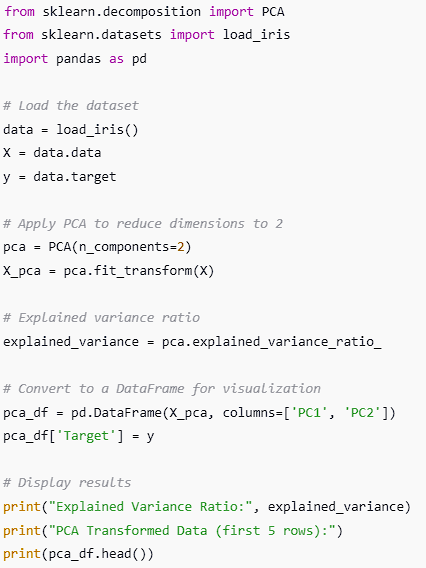 from sklearn.decomposition import PCA
from sklearn.datasets import load_iris
import pandas as pd
# Load the dataset
data = load_iris()
X = data.data
y = data.target
# Apply PCA to reduce dimensions to 2
pca = PCA(n_components=2)
X_pca = pca.fit_transform(X)
# Explained variance ratio
explained_variance = pca.explained_variance_ratio_
# Convert to a DataFrame for visualization
pca_df = pd.DataFrame(X_pca, columns=['PC1', 'PC2'])
pca_df['Target'] = y
# Display results
print("Explained Variance Ratio:", explained_variance)
print("PCA Transformed Data (first 5 rows):")
print(pca_df.head())